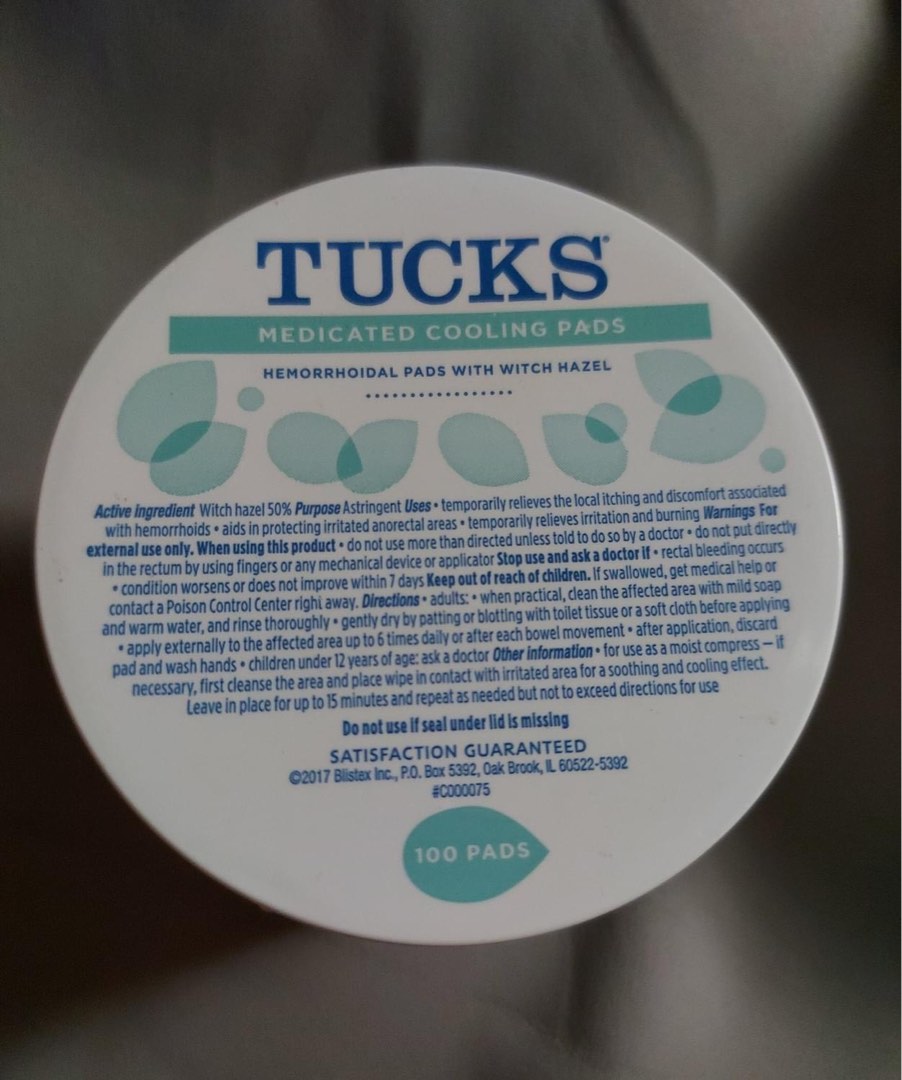 TUCKS®
MEDICATED COOLING PADS
HEMORRHOIDAL PADS WITH WITCH HAZEL
Active Ingredient Witch hazel 50% Purpose Astringent Uses • temporarily relieves the local itching and discomfort associated
with hemorrhoids • aids in protecting irritated anorectal areas • temporarily relieves irritation and burning Warnings For
external use only. When using this product • do not use more than directed unless told to do so by a doctor • do not put directly
in the rectum by using fingers or any mechanical device or applicator Stop use and ask a doctor if • rectal bleeding occurs
• condition worsens or does not improve within 7 days Keep out of reach of children. If swallowed, get medical help or
contact a Poison Control Center right away. Directions • adults: • when practical, clean the affected area with mild soap
and warm water, and rinse thoroughly • gently dry by patting or blotting with toilet tissue or a soft cloth before applying
• apply externally to the affected area up to 6 times daily or after each bowel movement • after application, discard
pad and wash hands • children under 12 years of age: ask a doctor Other information • for use as a moist compress – if
necessary, first cleanse the area and place wipe in contact with irritated area for a soothing and cooling effect.
Leave in place for up to 15 minutes and repeat as needed but not to exceed directions for use
Do not use if seal under lid is missing
SATISFACTION GUARANTEED
©2017 Blistex Inc., P.O. Box 5392, Oak Brook, IL 60522-5392
#C000075
100 PADS